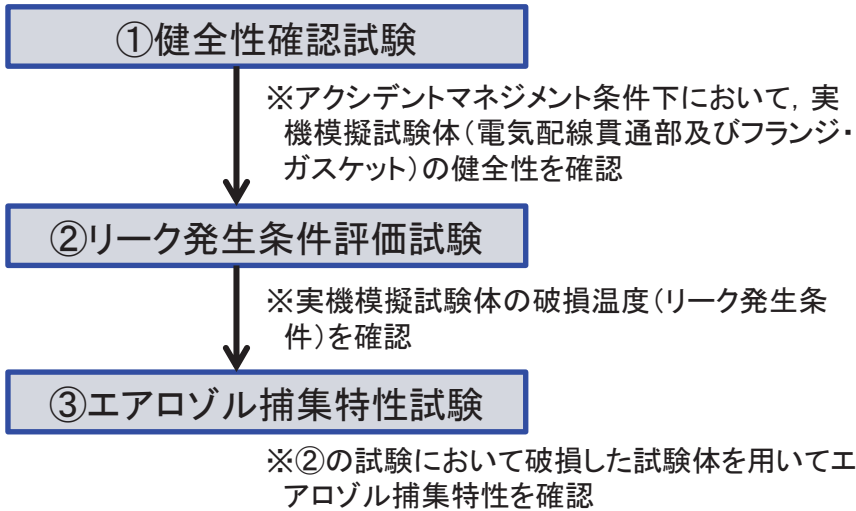 ①健全性確認試験
※アクシデントマネジメント条件下において，実
機模擬試験体（電気配線貫通部及びフランジ・
ガスケット）の健全性を確認
②リーク発生条件評価試験
※実機模擬試験体の破損温度（リーク発生条
件）を確認
③エアロゾル捕集特性試験
※②の試験において破損した試験体を用いてエ
アロゾル捕集特性を確認